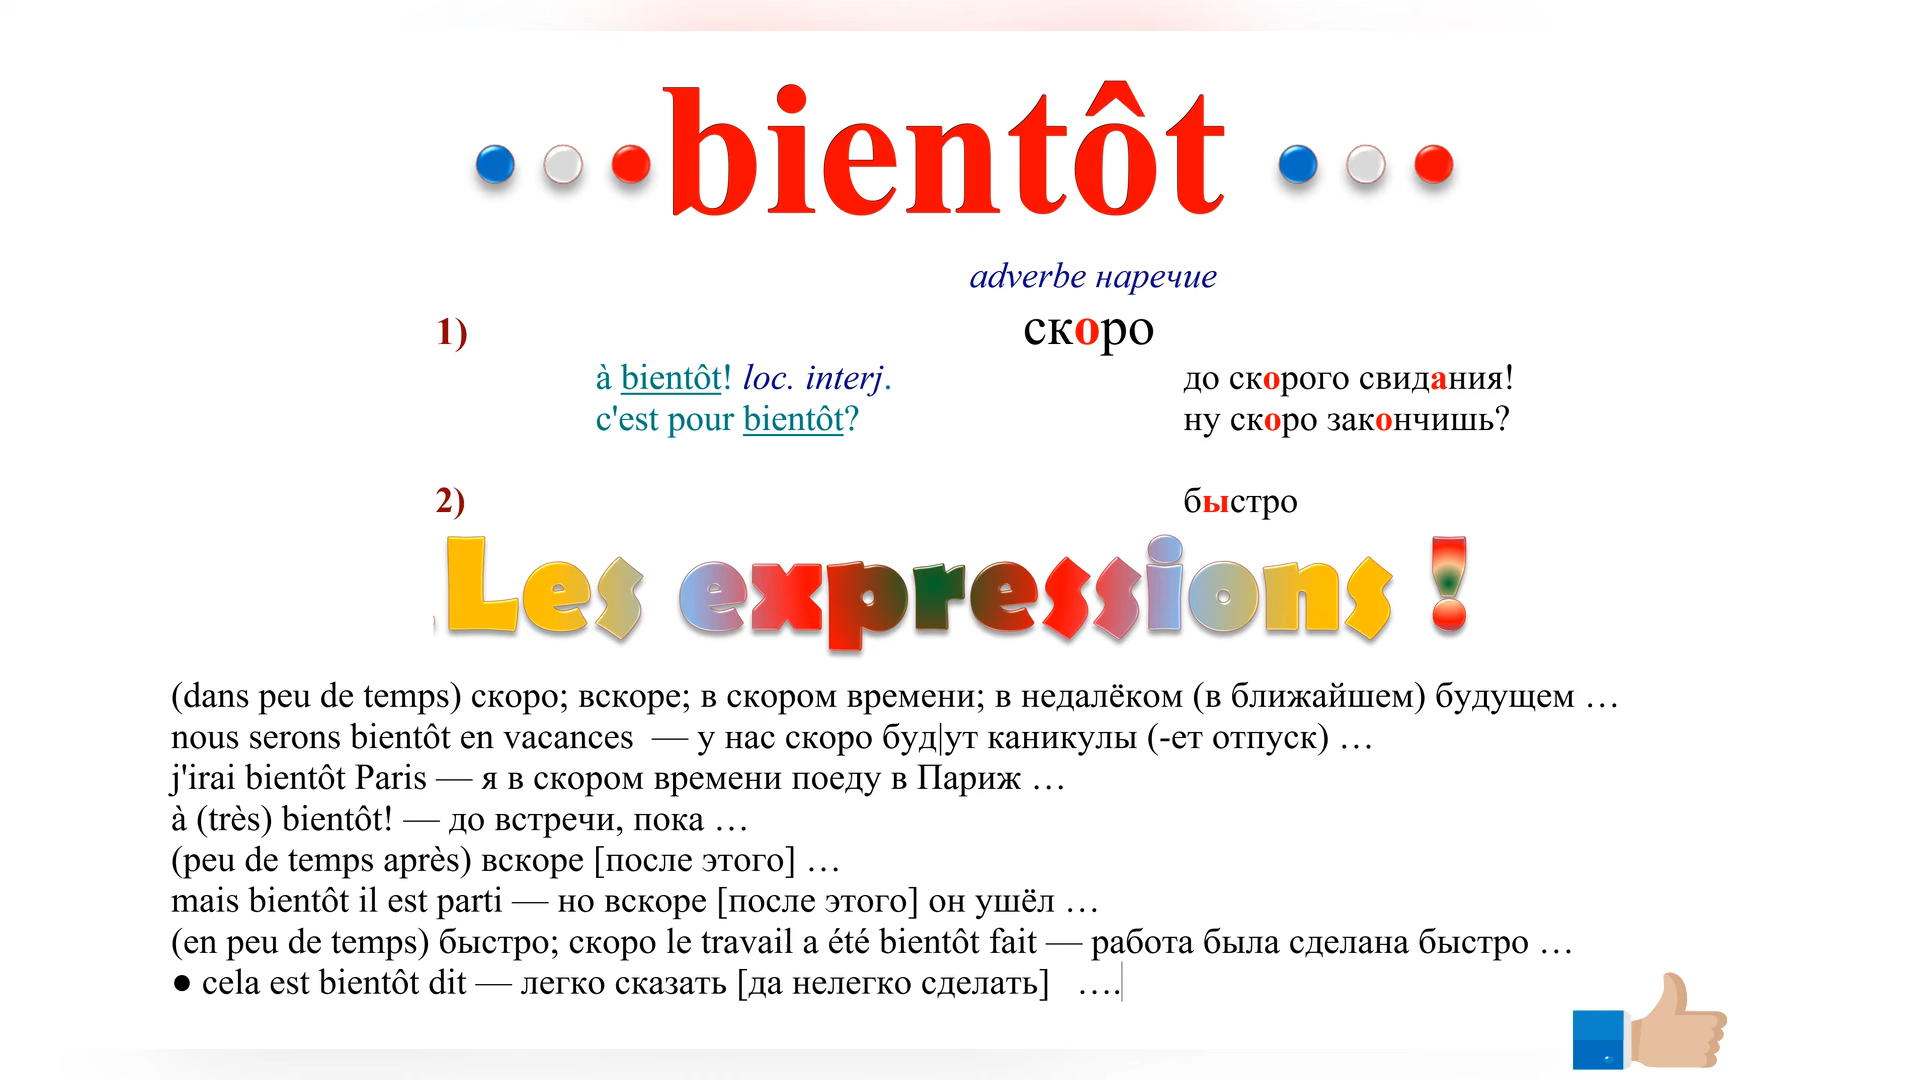 bientôt
adverbe наречие
1) скоро
à bientôt! loc. interj. до скорого свидания!
c'est pour bientôt? ну скоро закончишь?
2) быстро
Les expressions !
(dans peu de temps) скоро; вскоре; в скором времени; в недалёком (в ближайшем) будущем …
nous serons bientôt en vacances — у нас скоро буд|ут каникулы (-ет отпуск) …
j'irai bientôt Paris — я в скором времени поеду в Париж …
à (très) bientôt! — до встречи, пока …
(peu de temps après) вскоре [после этого] …
mais bientôt il est parti — но вскоре [после этого] он ушёл …
(en peu de temps) быстро; скоро le travail a été bientôt fait — работа была сделана быстро …
● cela est bientôt dit — легко сказать [да нелегко сделать] ….